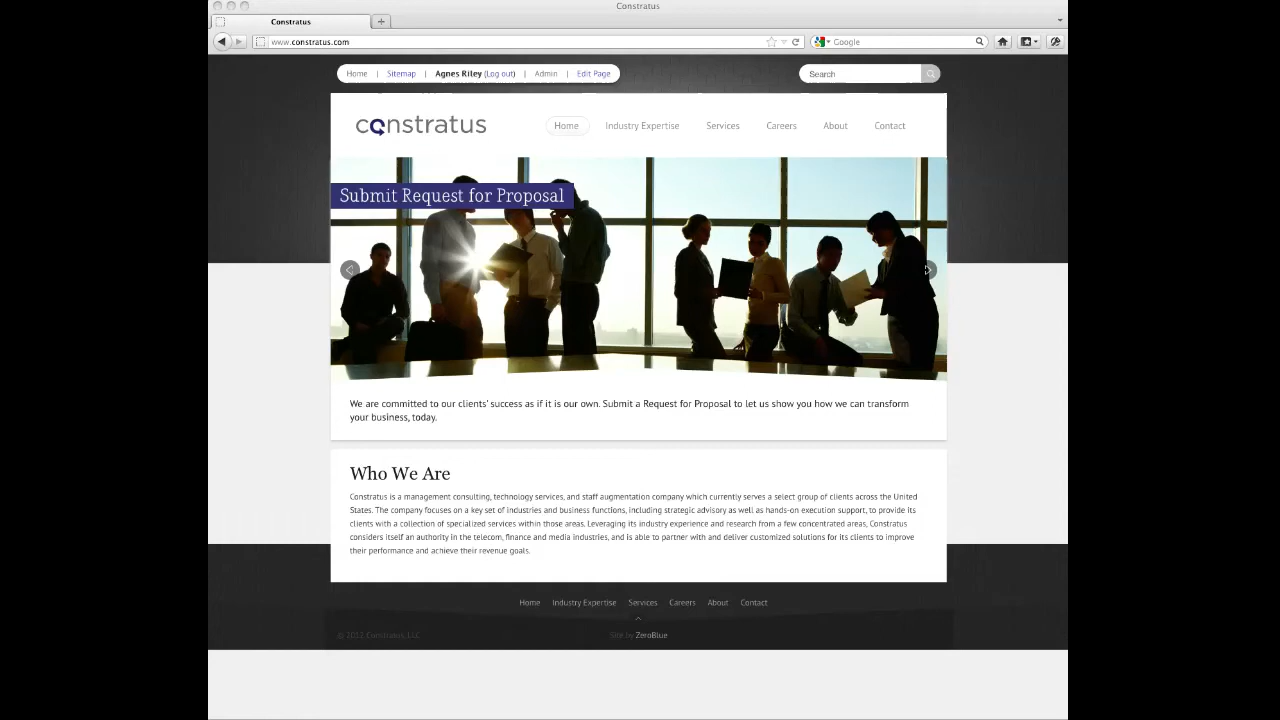 Constratus
Constratus
www.constratus.com
Google
Home | Sitemap | Agnes Riley (Log out) | Admin | Edit Page
Search
constratus
Home Industry Expertise Services Careers About Contact
Submit Request for Proposal
We are committed to our clients' success as if it is our own. Submit a Request for Proposal to let us show you how we can transform
your business, today.
Who We Are
Constratus is a management consulting, technology services, and staff augmentation company which currently serves a select group of clients across the United
States. The company focuses on a key set of industries and business functions, including strategic advisory as well as hands-on execution support, to provide its
clients with a collection of specialized services within those areas. Leveraging its industry experience and research from a few concentrated areas, Constratus
considers itself an authority in the telecom, finance and media industries, and is able to partner with and deliver customized solutions for its clients to improve
their performance and achieve their revenue goals.
Home Industry Expertise Services Careers About Contact
© 2011 Constratus, LLC
Site by ZeroBlue